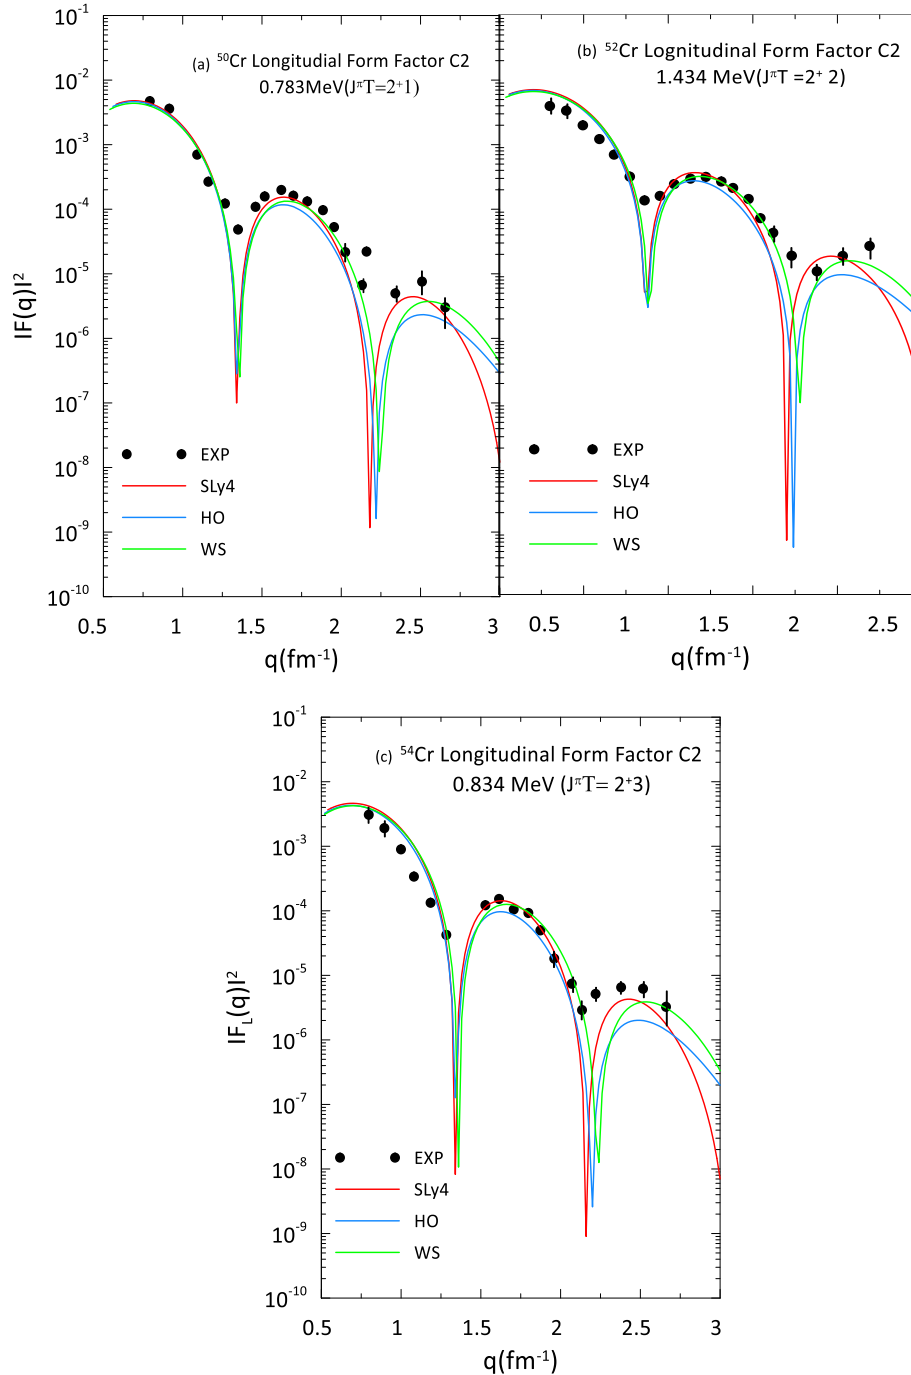 (a) ⁵⁰Cr Longitudial Form Factor C2
0.783MeV(JᵖT=2⁺1)
IF(q)I²
10⁻¹
10⁻²
10⁻³
10⁻⁴
10⁻⁵
10⁻⁶
10⁻⁷
10⁻⁸
10⁻⁹
10⁻¹⁰
EXP
SLy4
HO
WS
0.5 1 1.5 2 2.5 3
q(fm⁻¹)
(b) ⁵²Cr Lognitudinal Form Factor C2
1.434 MeV(J^πT =2⁺ 2)
EXP
SLy4
HO
WS
0.5 1 1.5 2 2.5
q(fm⁻¹)
(c) ⁵⁴Cr Longitudinal Form Factor C2
0.834 MeV (J^πT= 2⁺3)
IF_L(q)I²
10⁻¹
10⁻²
10⁻³
10⁻⁴
10⁻⁵
10⁻⁶
10⁻⁷
10⁻⁸
10⁻⁹
10⁻¹⁰
EXP
SLy4
HO
WS
0.5 1 1.5 2 2.5 3
q(fm⁻¹)